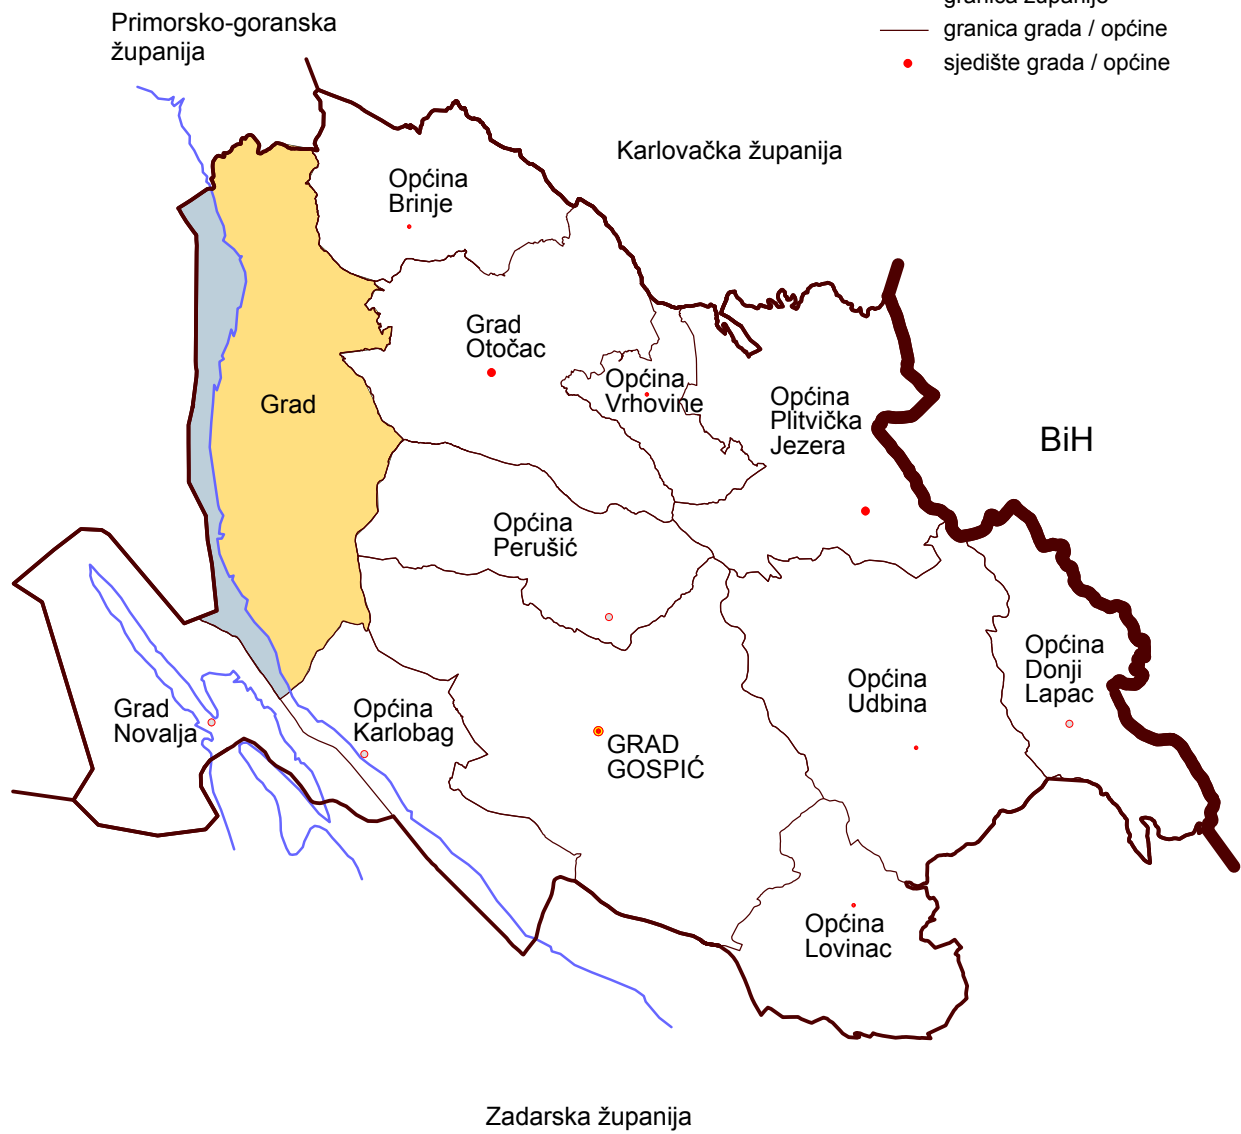 granica županije
granica grada / općine
sjedište grada / općine
Primorsko-goranska
županija
Karlovačka županija
Općina
Brinje
Grad
Otočac
Općina
Vrhovine
Općina
Plitvička
Jezera
BiH
Grad
Općina
Perušić
Općina
Donji
Lapac
Općina
Udbina
Grad
Novalja
Općina
Karlobag
GRAD
GOSPIĆ
Općina
Lovinac
Zadarska županija